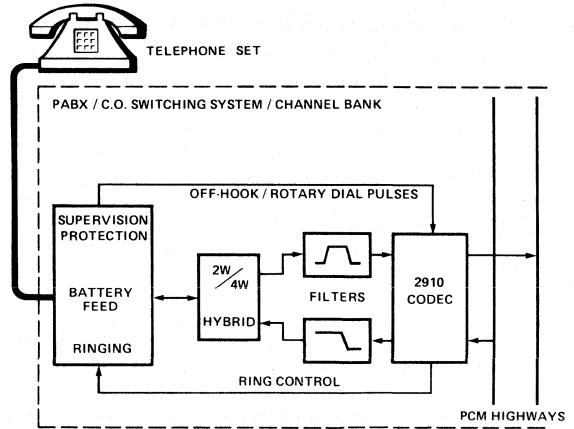 TELEPHONE SET
PABX / C.O. SWITCHING SYSTEM / CHANNEL BANK
OFF-HOOK / ROTARY DIAL PULSES
SUPERVISION
PROTECTION
BATTERY
FEED
RINGING
2W/4W
HYBRID
FILTERS
2910
CODEC
RING CONTROL
PCM HIGHWAYS